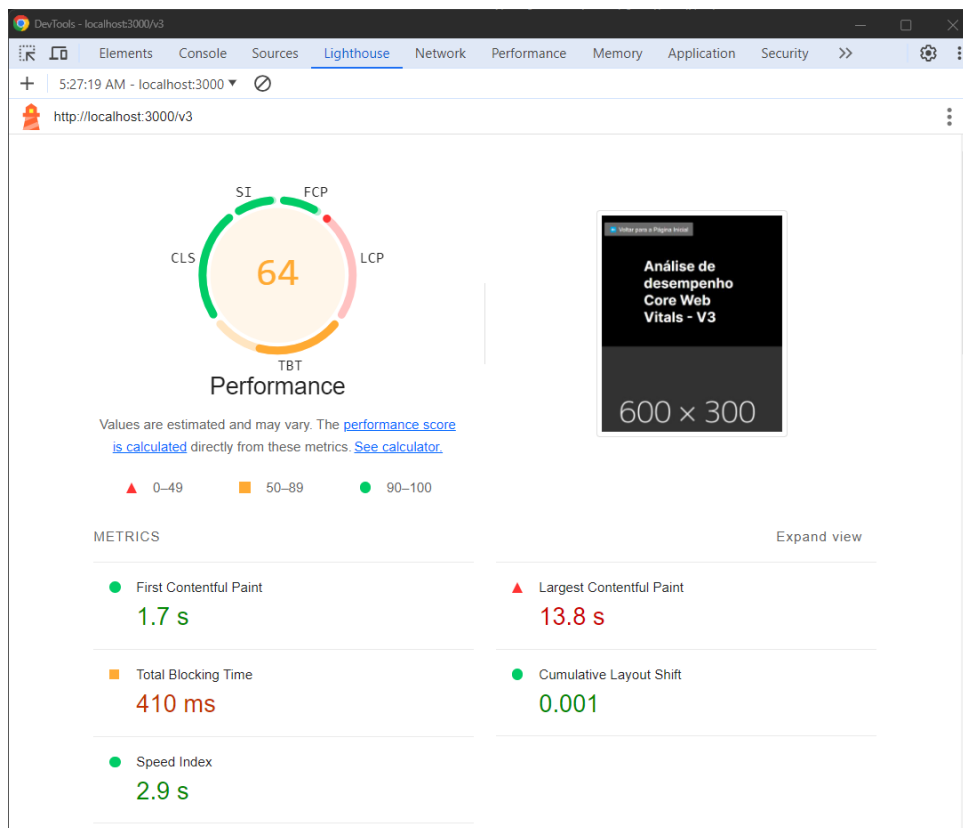 DevTools - localhost:3000/v3
Elements Console Sources Lighthouse Network Performance Memory Application Security >>
+ 5:27:19 AM - localhost:3000 ▼
http://localhost:3000/v3
SI FCP
CLS 64 LCP
TBT
Performance
Values are estimated and may vary. The performance score
is calculated directly from these metrics. See calculator.
0–49 50–89 90–100
Voltar para a Página Inicial
Análise de
desempenho
Core Web
Vitals - V3
600 × 300
METRICS Expand view
First Contentful Paint
1.7 s
Largest Contentful Paint
13.8 s
Total Blocking Time
410 ms
Cumulative Layout Shift
0.001
Speed Index
2.9 s